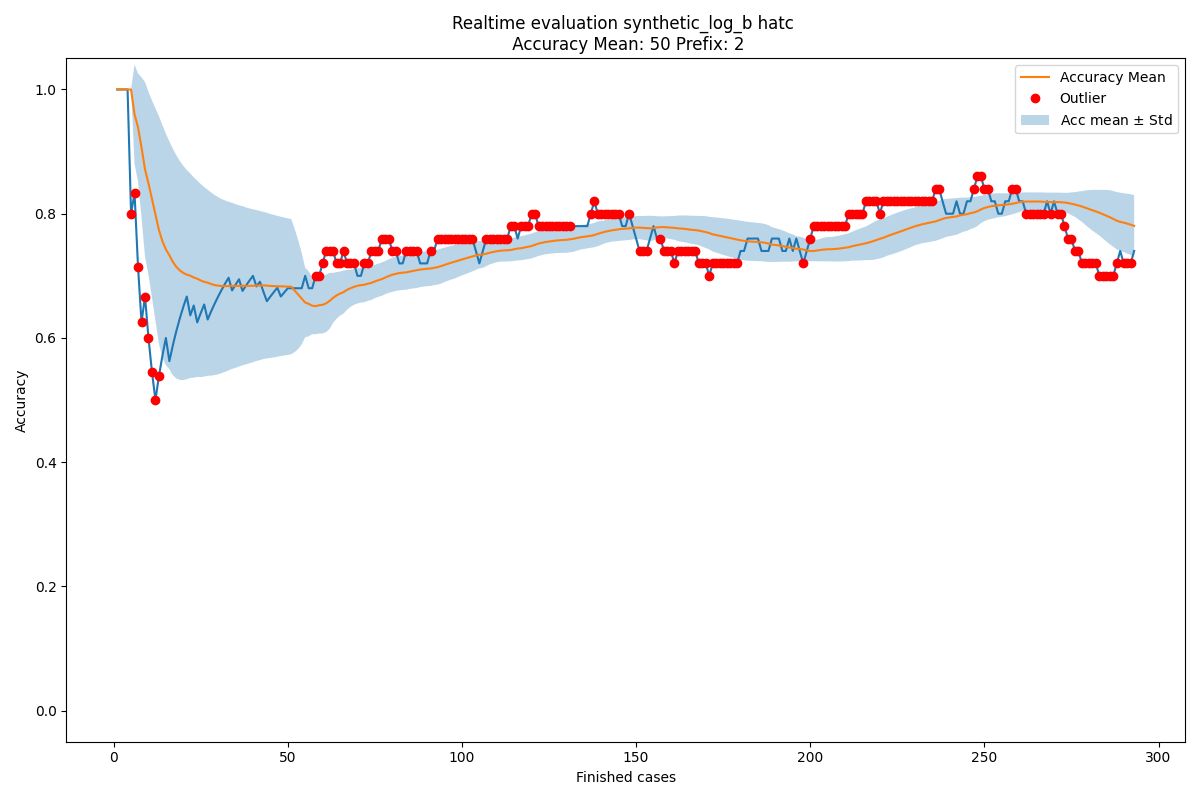 Realtime evaluation synthetic_log_b hatc
Accuracy Mean: 50 Prefix: 2
Accuracy Mean
Outlier
Acc mean ± Std
1.0
0.8
0.6
0.4
0.2
0.0
Accuracy
0 50 100 150 200 250 300
Finished cases